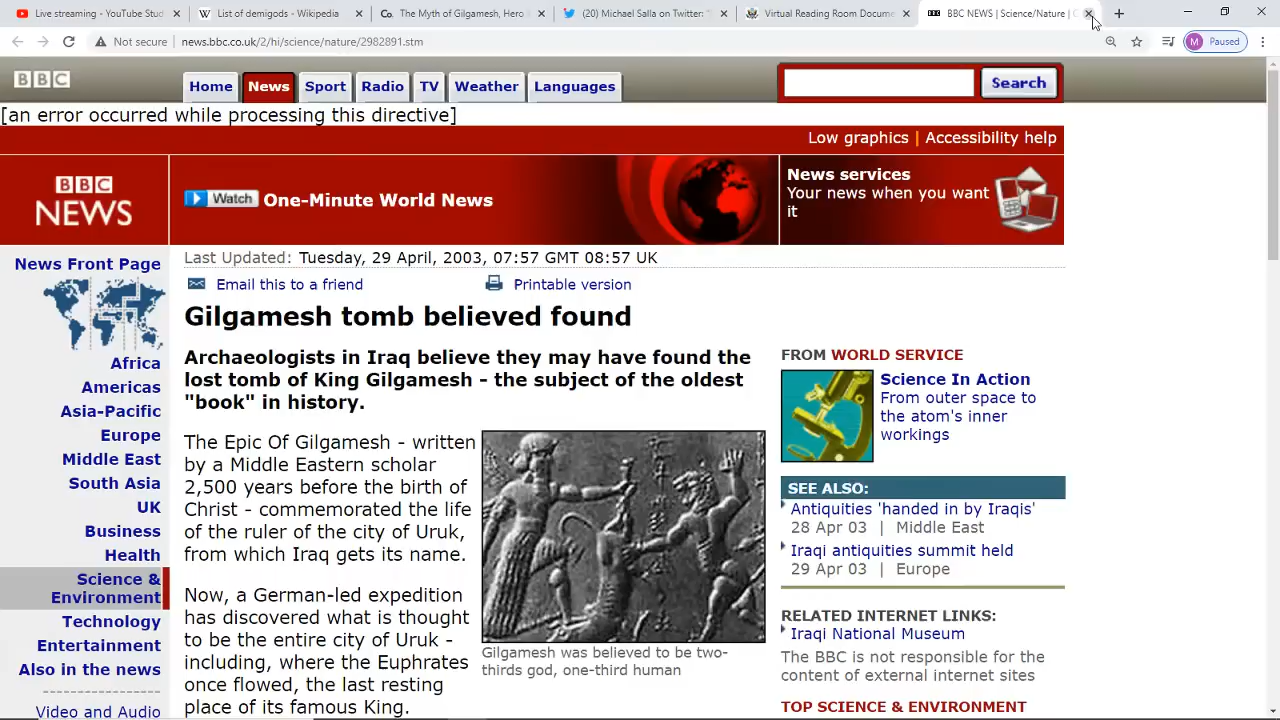 Live streaming - YouTube Stud
List of demigods - Wikipedia
Co. The Myth of Gilgamesh, Hero
(20) Michael Salla on Twitter: "
Virtual Reading Room Docume
BBC NEWS | Science/Nature |
Not secure
news.bbc.co.uk/2/hi/science/nature/2982891.stm
M Paused
BBC
Home
News
Sport
Radio
TV
Weather
Languages
Search
[an error occurred while processing this directive]
Low graphics | Accessibility help
BBC
NEWS
Watch One-Minute World News
News services
Your news when you want
it
News Front Page
Africa
Americas
Asia-Pacific
Europe
Middle East
South Asia
UK
Business
Health
Science &
Environment
Technology
Entertainment
Also in the news
-----------------
Video and Audio
Last Updated: Tuesday, 29 April, 2003, 07:57 GMT 08:57 UK
Email this to a friend
Printable version
Gilgamesh tomb believed found
Archaeologists in Iraq believe they may have found the
lost tomb of King Gilgamesh - the subject of the oldest
"book" in history.
The Epic Of Gilgamesh - written
by a Middle Eastern scholar
2,500 years before the birth of
Christ - commemorated the life
of the ruler of the city of Uruk,
from which Iraq gets its name.
Now, a German-led expedition
has discovered what is thought
to be the entire city of Uruk -
including, where the Euphrates
once flowed, the last resting
place of its famous King.
Gilgamesh was believed to be two-
thirds god, one-third human
FROM WORLD SERVICE
Science In Action
From outer space to
the atom's inner
workings
SEE ALSO:
Antiquities 'handed in by Iraqis'
28 Apr 03 | Middle East
Iraqi antiquities summit held
29 Apr 03 | Europe
RELATED INTERNET LINKS:
Iraqi National Museum
The BBC is not responsible for the
content of external internet sites
TOP SCIENCE & ENVIRONMENT